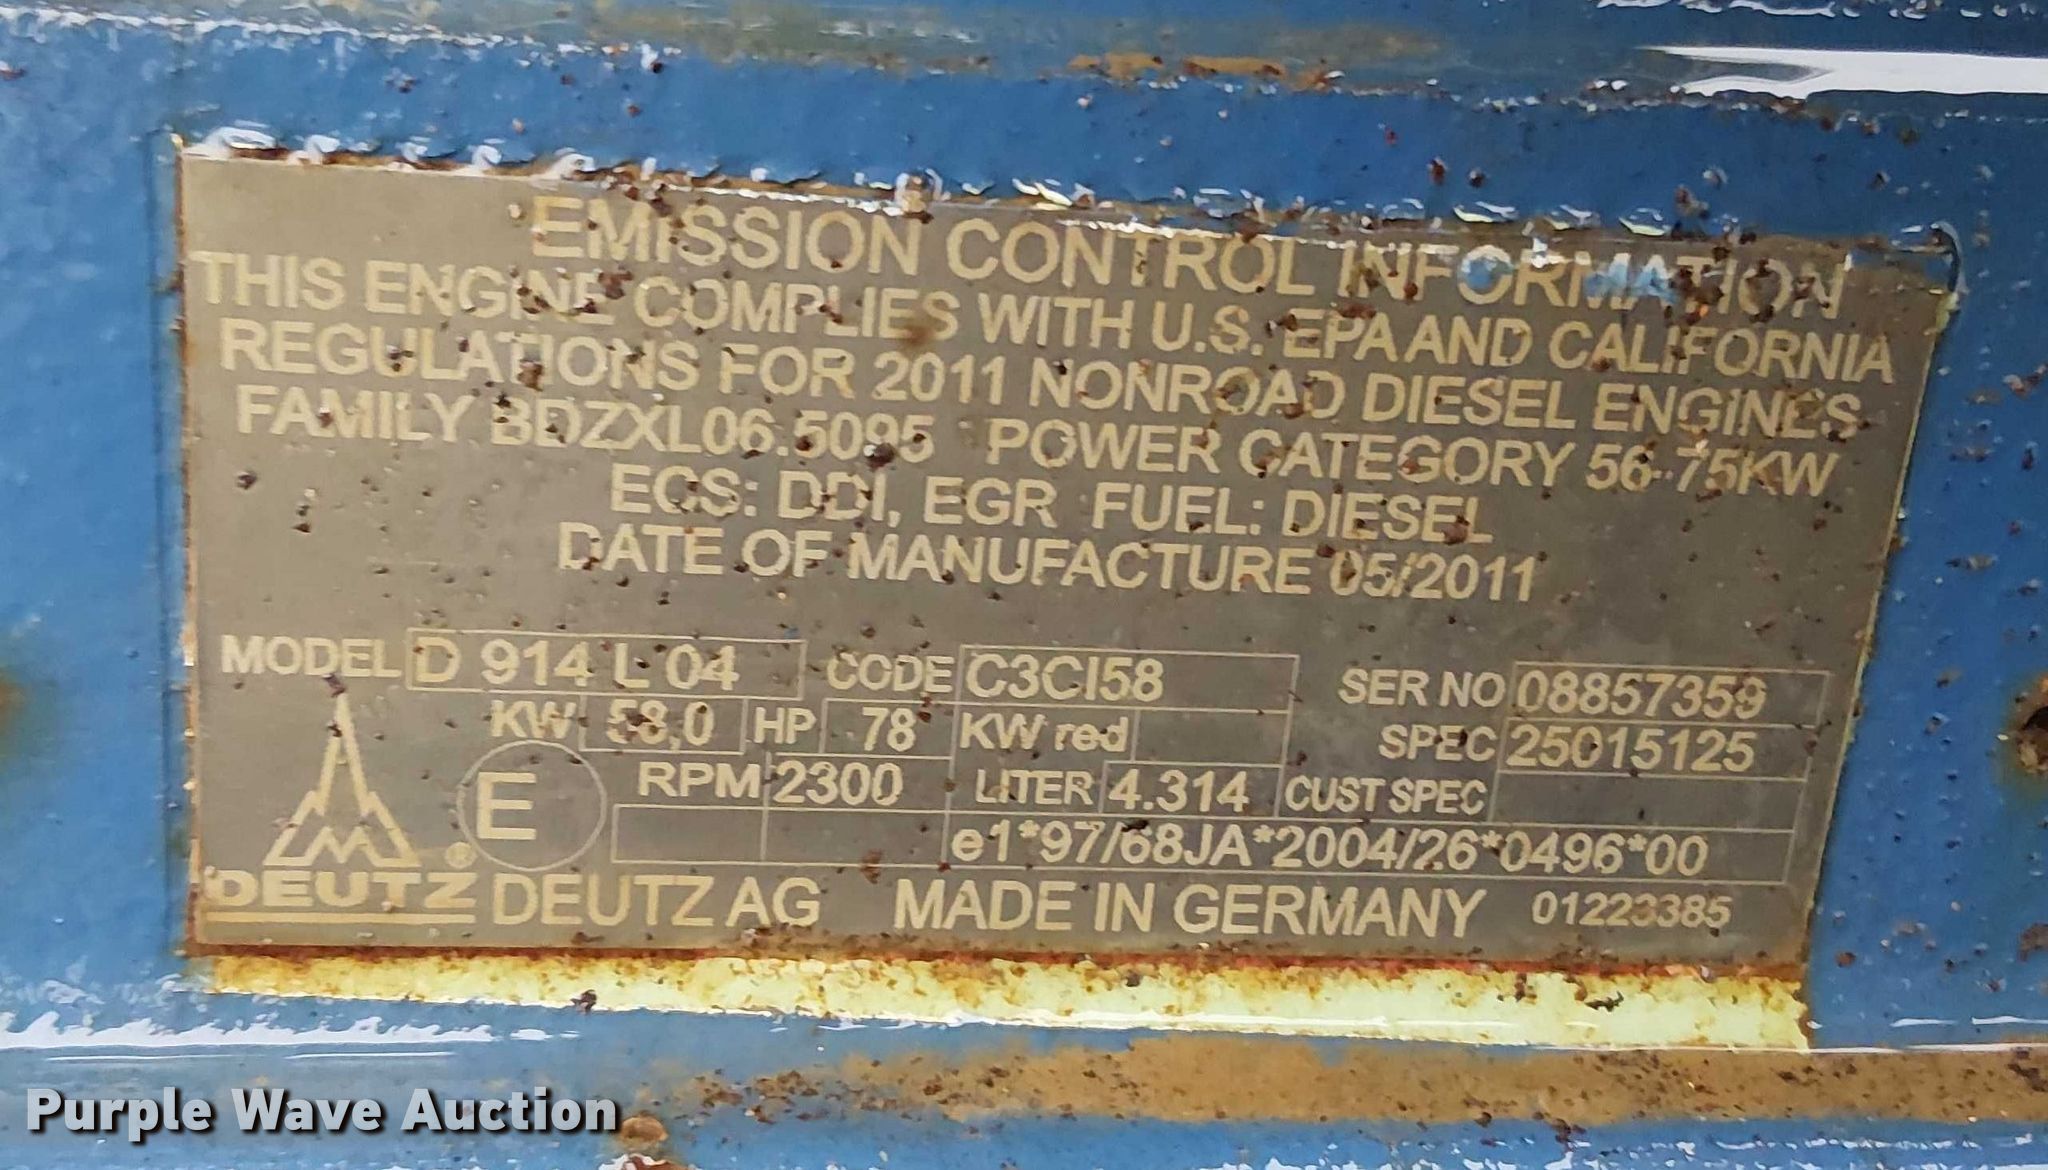 EMISSION CONTROL INFORMATION
THIS ENGINE COMPLIES WITH U.S. EPA AND CALIFORNIA
REGULATIONS FOR 2011 NONROAD DIESEL ENGINES
FAMILY BDZXL06.5095 POWER CATEGORY 56-75KW
ECS: DDI, EGR FUEL: DIESEL
DATE OF MANUFACTURE 05/2011
MODEL D 914 L 04 CODE C3CI58 SER NO 08857359
KW 58,0 HP 78 KW red SPEC 25015125
E RPM 2300 LITER 4.314 CUST SPEC
e1*97/68JA*2004/26*0496*00
DEUTZ® DEUTZ AG MADE IN GERMANY 01223385
Purple Wave Auction